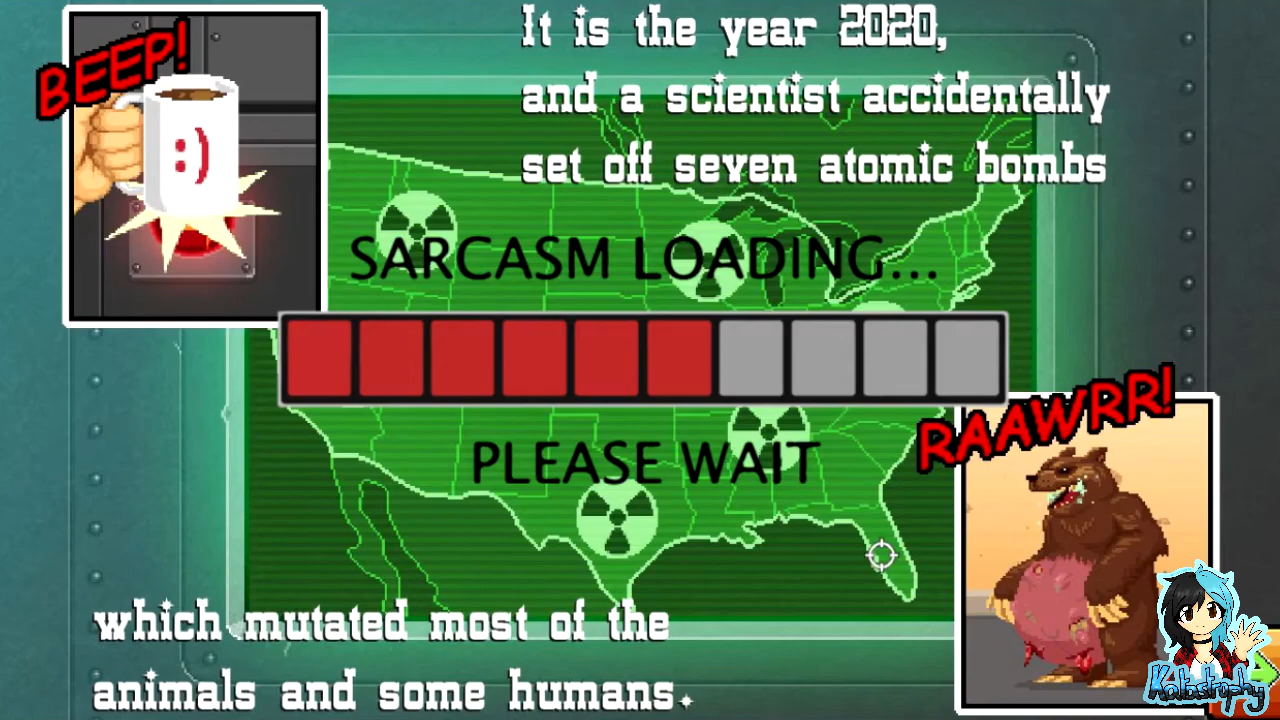 BEEP!
It is the year 2020,
and a scientist accidentally
set off seven atomic bombs
:)
SARCASM LOADING...
PLEASE WAIT
RAAWRR!
which mutated most of the
animals and some humans.
Kalastrophy